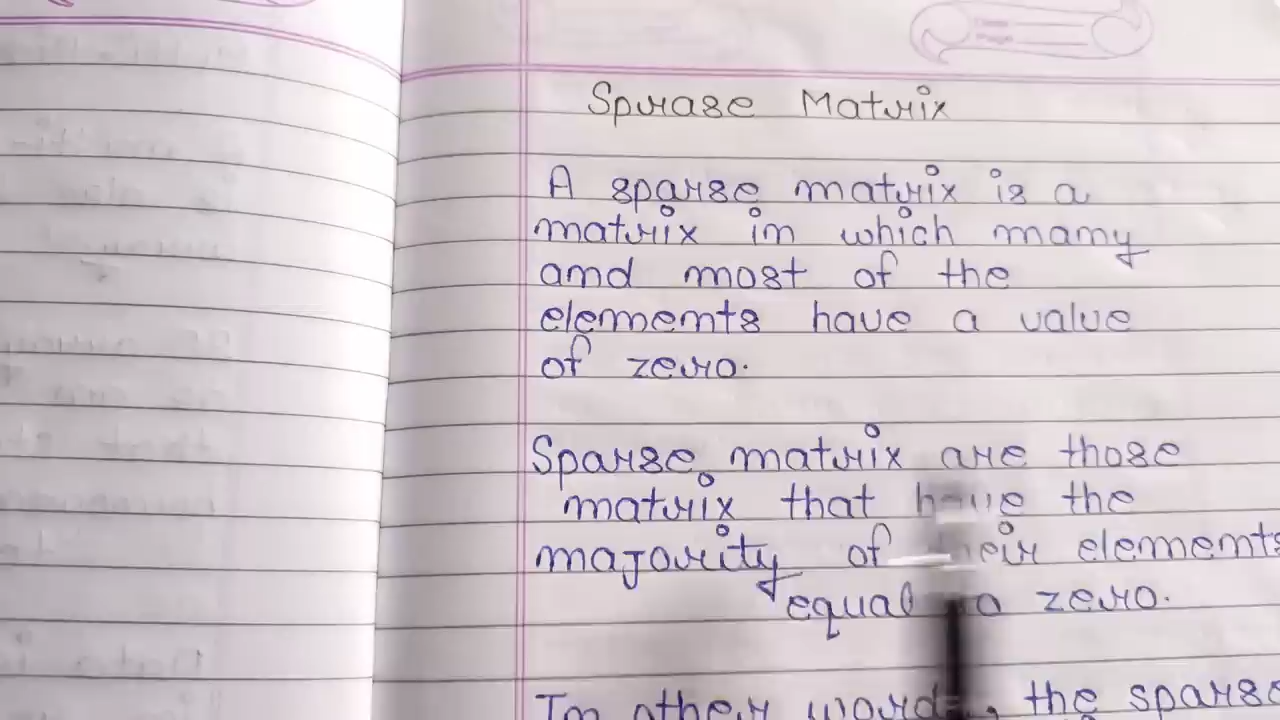 Sprase Matrix
A sparse matrix is a
matrix in which many
and most of the
elements have a value
of zero.
Sparse matrix are those
matrix that have the
majority of their elements
equal to zero.
In other words, the sparse